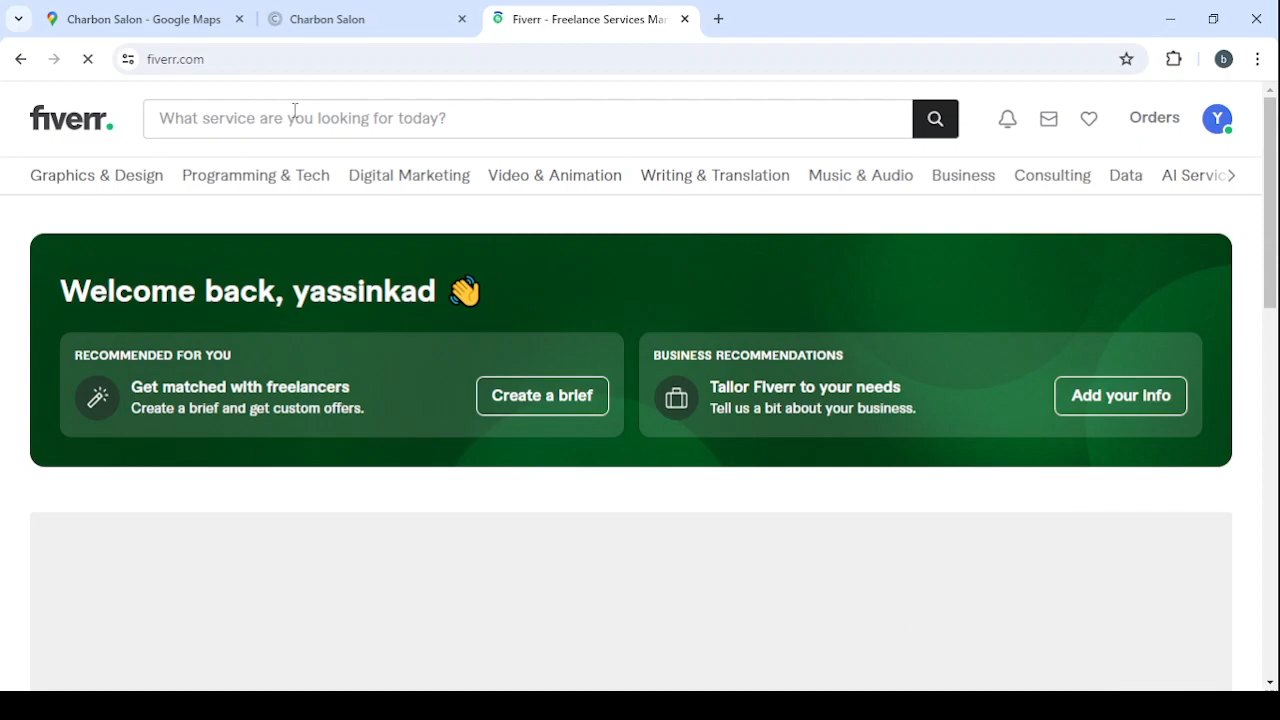 Charbon Salon - Google Maps
Charbon Salon
Fiverr - Freelance Services Mar
fiverr.com
b
fiverr.
What service are you looking for today?
Orders
Y
Graphics & Design
Programming & Tech
Digital Marketing
Video & Animation
Writing & Translation
Music & Audio
Business
Consulting
Data
AI Servic
Welcome back, yassinkad 👋
RECOMMENDED FOR YOU
Get matched with freelancers
Create a brief and get custom offers.
Create a brief
BUSINESS RECOMMENDATIONS
Tailor Fiverr to your needs
Tell us a bit about your business.
Add your info